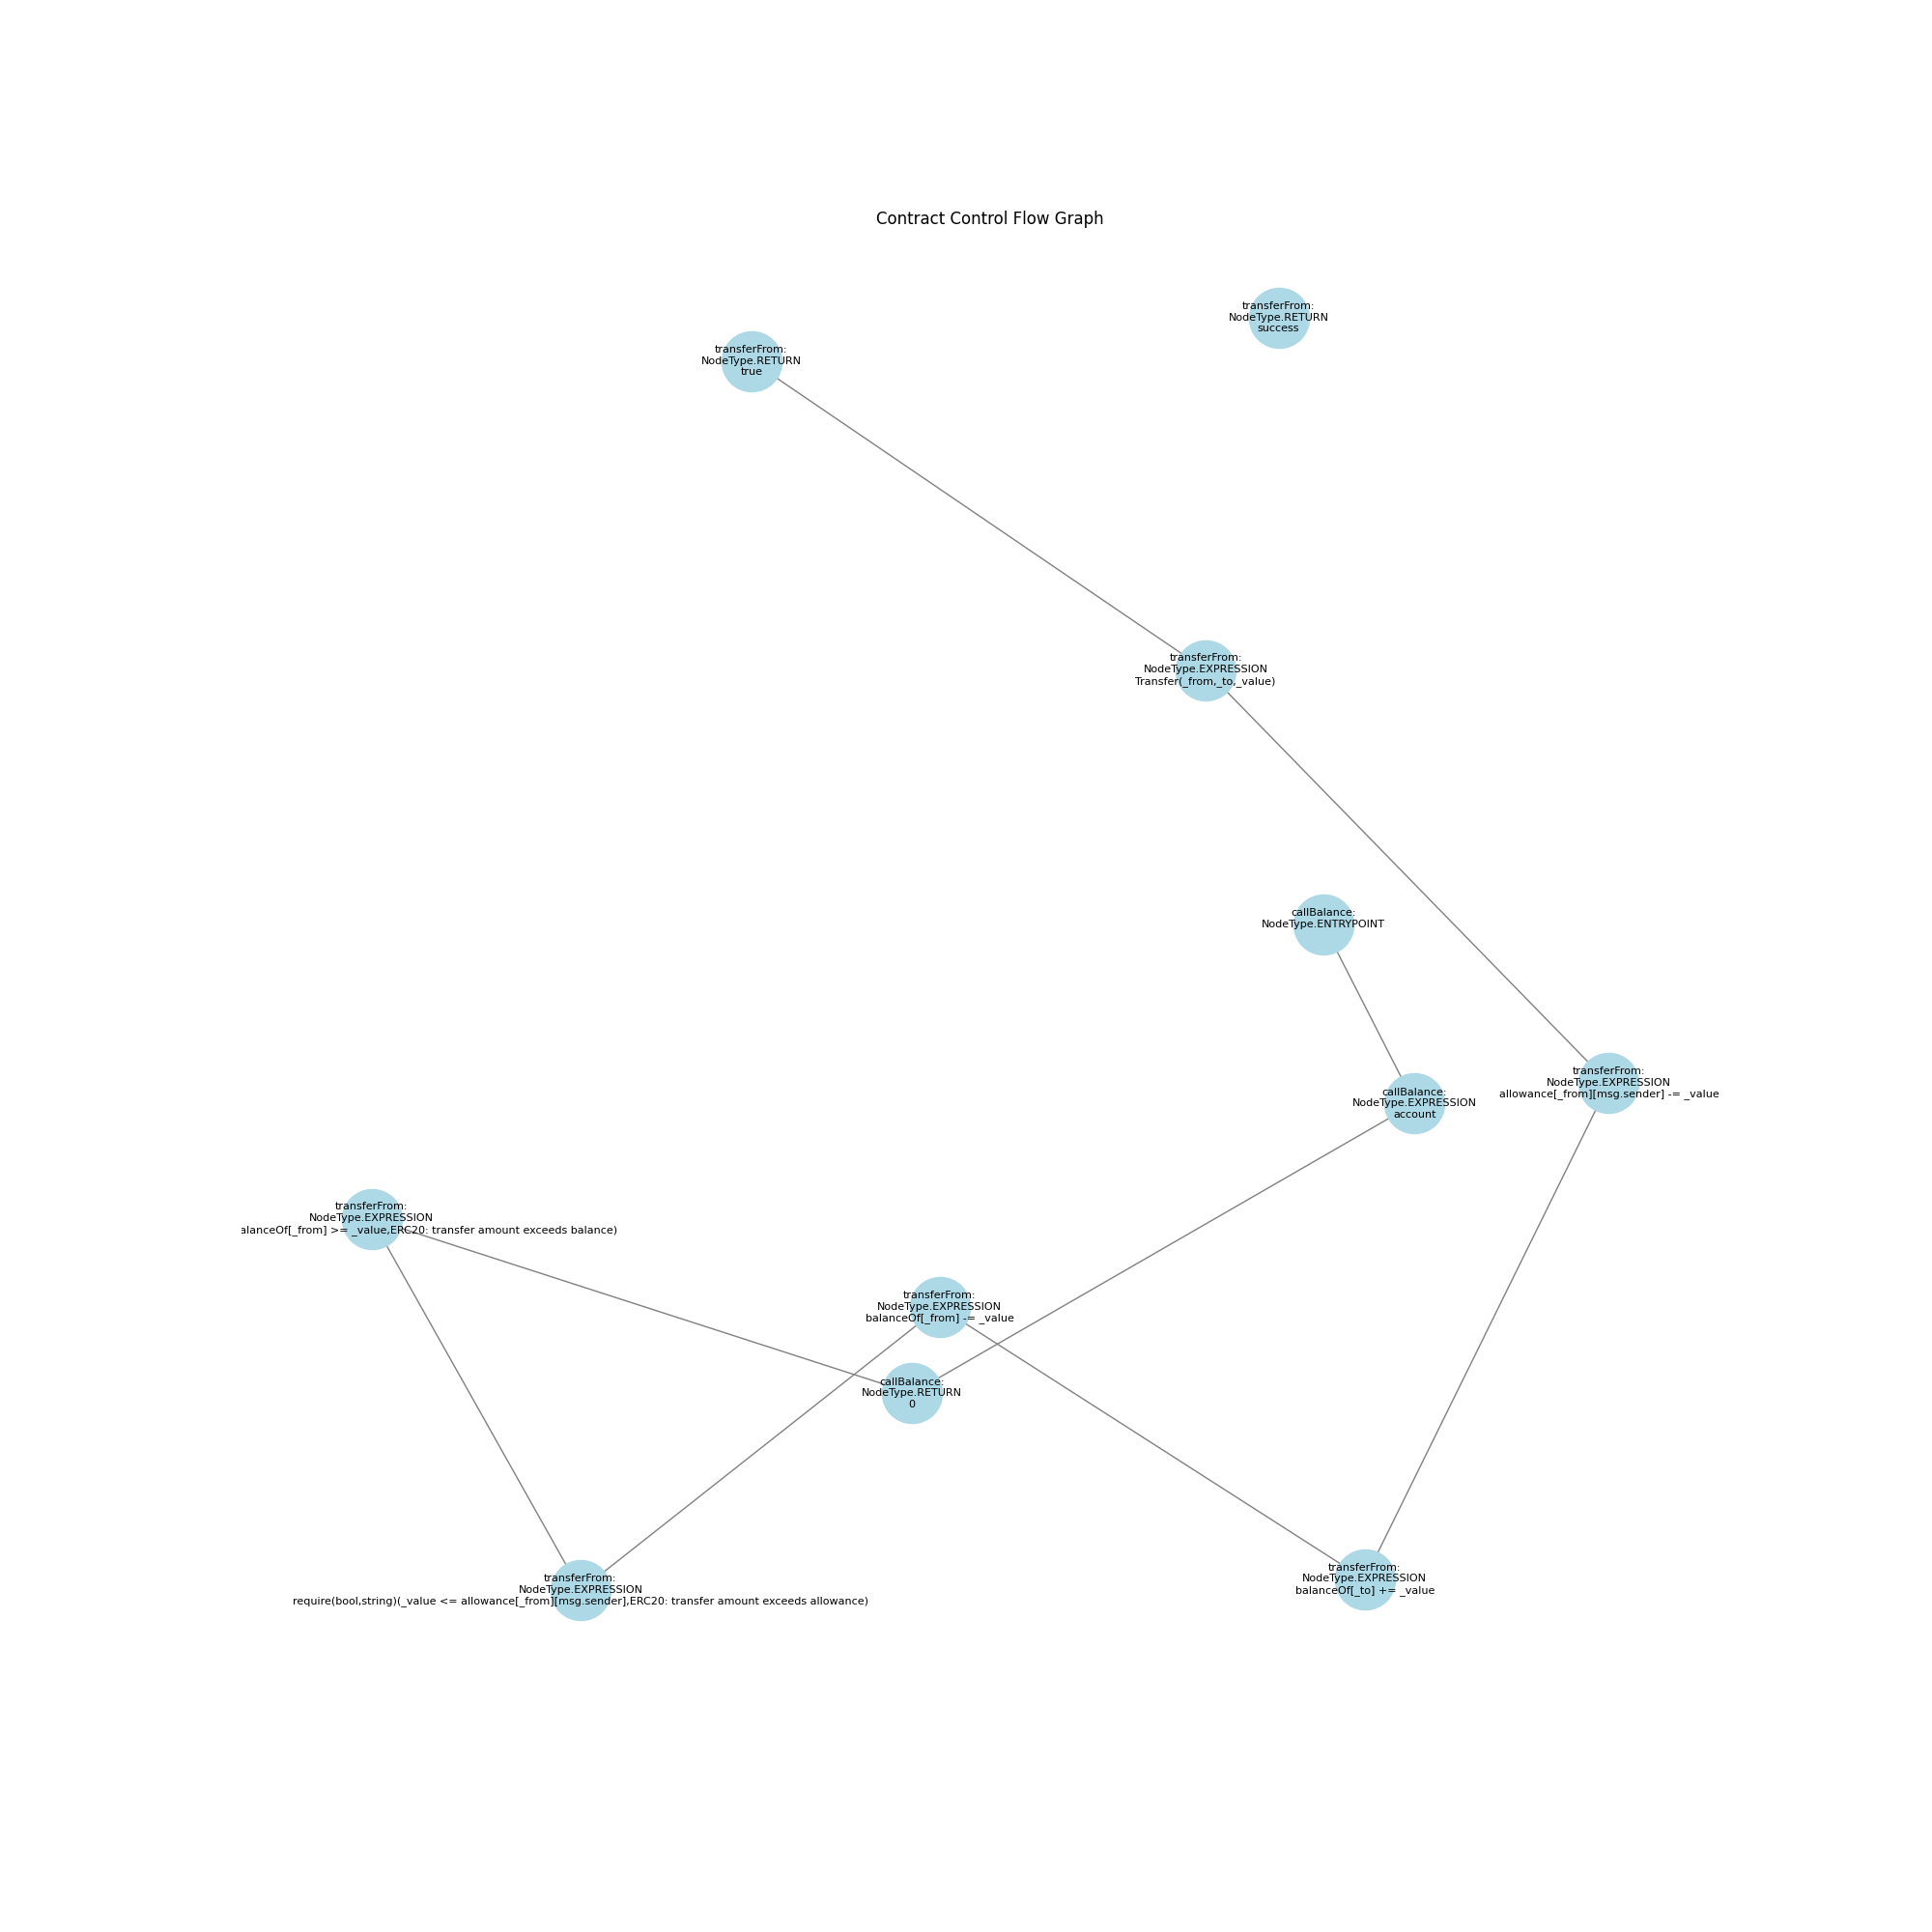 Contract Control Flow Graph
transferFrom:
NodeType.RETURN
success
transferFrom:
NodeType.RETURN
true
transferFrom:
NodeType.EXPRESSION
Transfer(_from,_to,_value)
callBalance:
NodeType.ENTRYPOINT
transferFrom:
NodeType.EXPRESSION
allowance[_from][msg.sender] -= _value
callBalance:
NodeType.EXPRESSION
account
transferFrom:
NodeType.EXPRESSION
alanceOf[_from] >= _value,ERC20: transfer amount exceeds balance)
transferFrom:
NodeType.EXPRESSION
balanceOf[_from] -= _value
callBalance:
NodeType.RETURN
0
transferFrom:
NodeType.EXPRESSION
balanceOf[_to] += _value
transferFrom:
NodeType.EXPRESSION
require(bool,string)(_value <= allowance[_from][msg.sender],ERC20: transfer amount exceeds allowance)